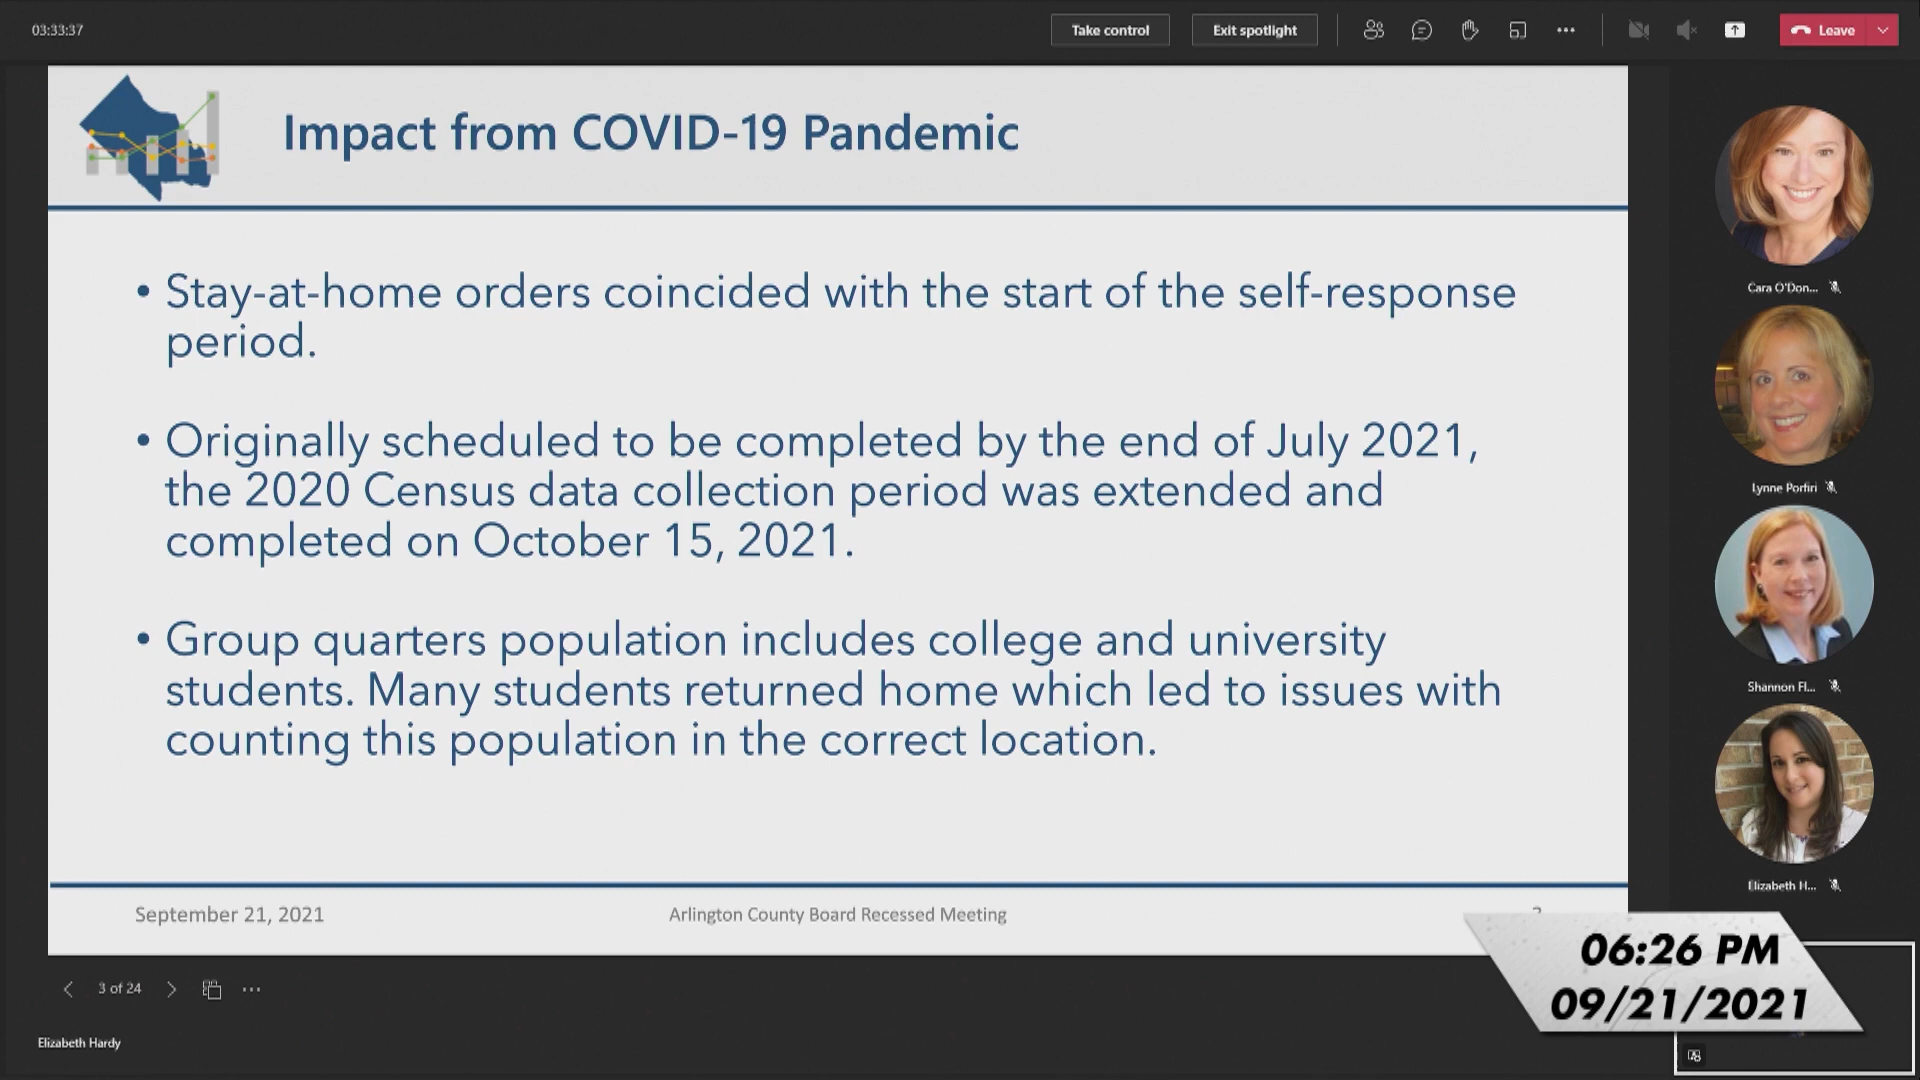 03:33:37
Take control
Exit spotlight
Leave
Impact from COVID-19 Pandemic
• Stay-at-home orders coincided with the start of the self-response
period.
• Originally scheduled to be completed by the end of July 2021,
the 2020 Census data collection period was extended and
completed on October 15, 2021.
• Group quarters population includes college and university
students. Many students returned home which led to issues with
counting this population in the correct location.
September 21, 2021
Arlington County Board Recessed Meeting
Cara O'Don...
Lynne Porfiri
Shannon Fl...
Elizabeth H...
3 of 24
Elizabeth Hardy
06:26 PM
09/21/2021